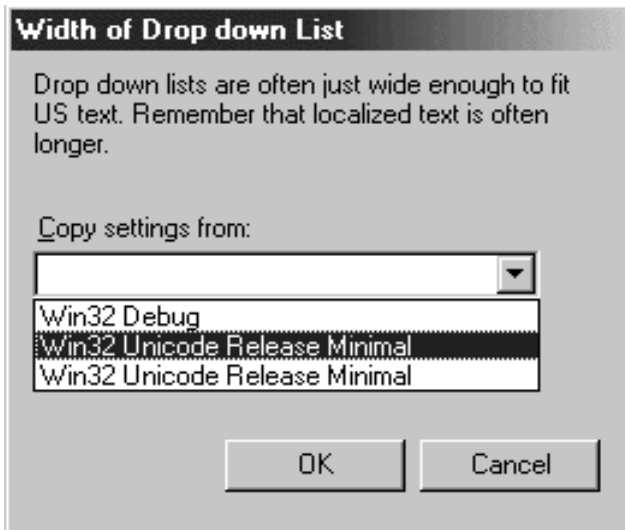 Width of Drop down List
Drop down lists are often just wide enough to fit
US text. Remember that localized text is often
longer.
Copy settings from:
Win32 Debug
Win32 Unicode Release Minimal
Win32 Unicode Release Minimal
OK
Cancel